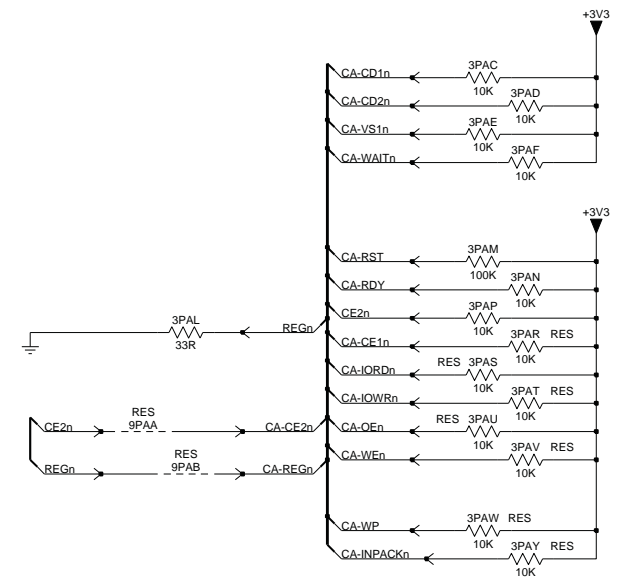 +3V3
CA-CD1n
3PAC
10K
CA-CD2n
3PAD
10K
CA-VS1n
3PAE
10K
CA-WAITn
3PAF
10K
+3V3
CA-RST
3PAM
100K
CA-RDY
3PAN
10K
CE2n
3PAP
10K
REGn
3PAL
33R
CA-CE1n
3PAR RES
10K
CA-IORDn
RES 3PAS
10K
CA-IOWRn
3PAT RES
10K
CE2n
RES
9PAA
CA-CE2n
CA-OEn
RES 3PAU
10K
REGn
RES
9PAB
CA-REGn
CA-WEn
3PAV RES
10K
CA-WP
3PAW RES
10K
CA-INPACKn
3PAY RES
10K